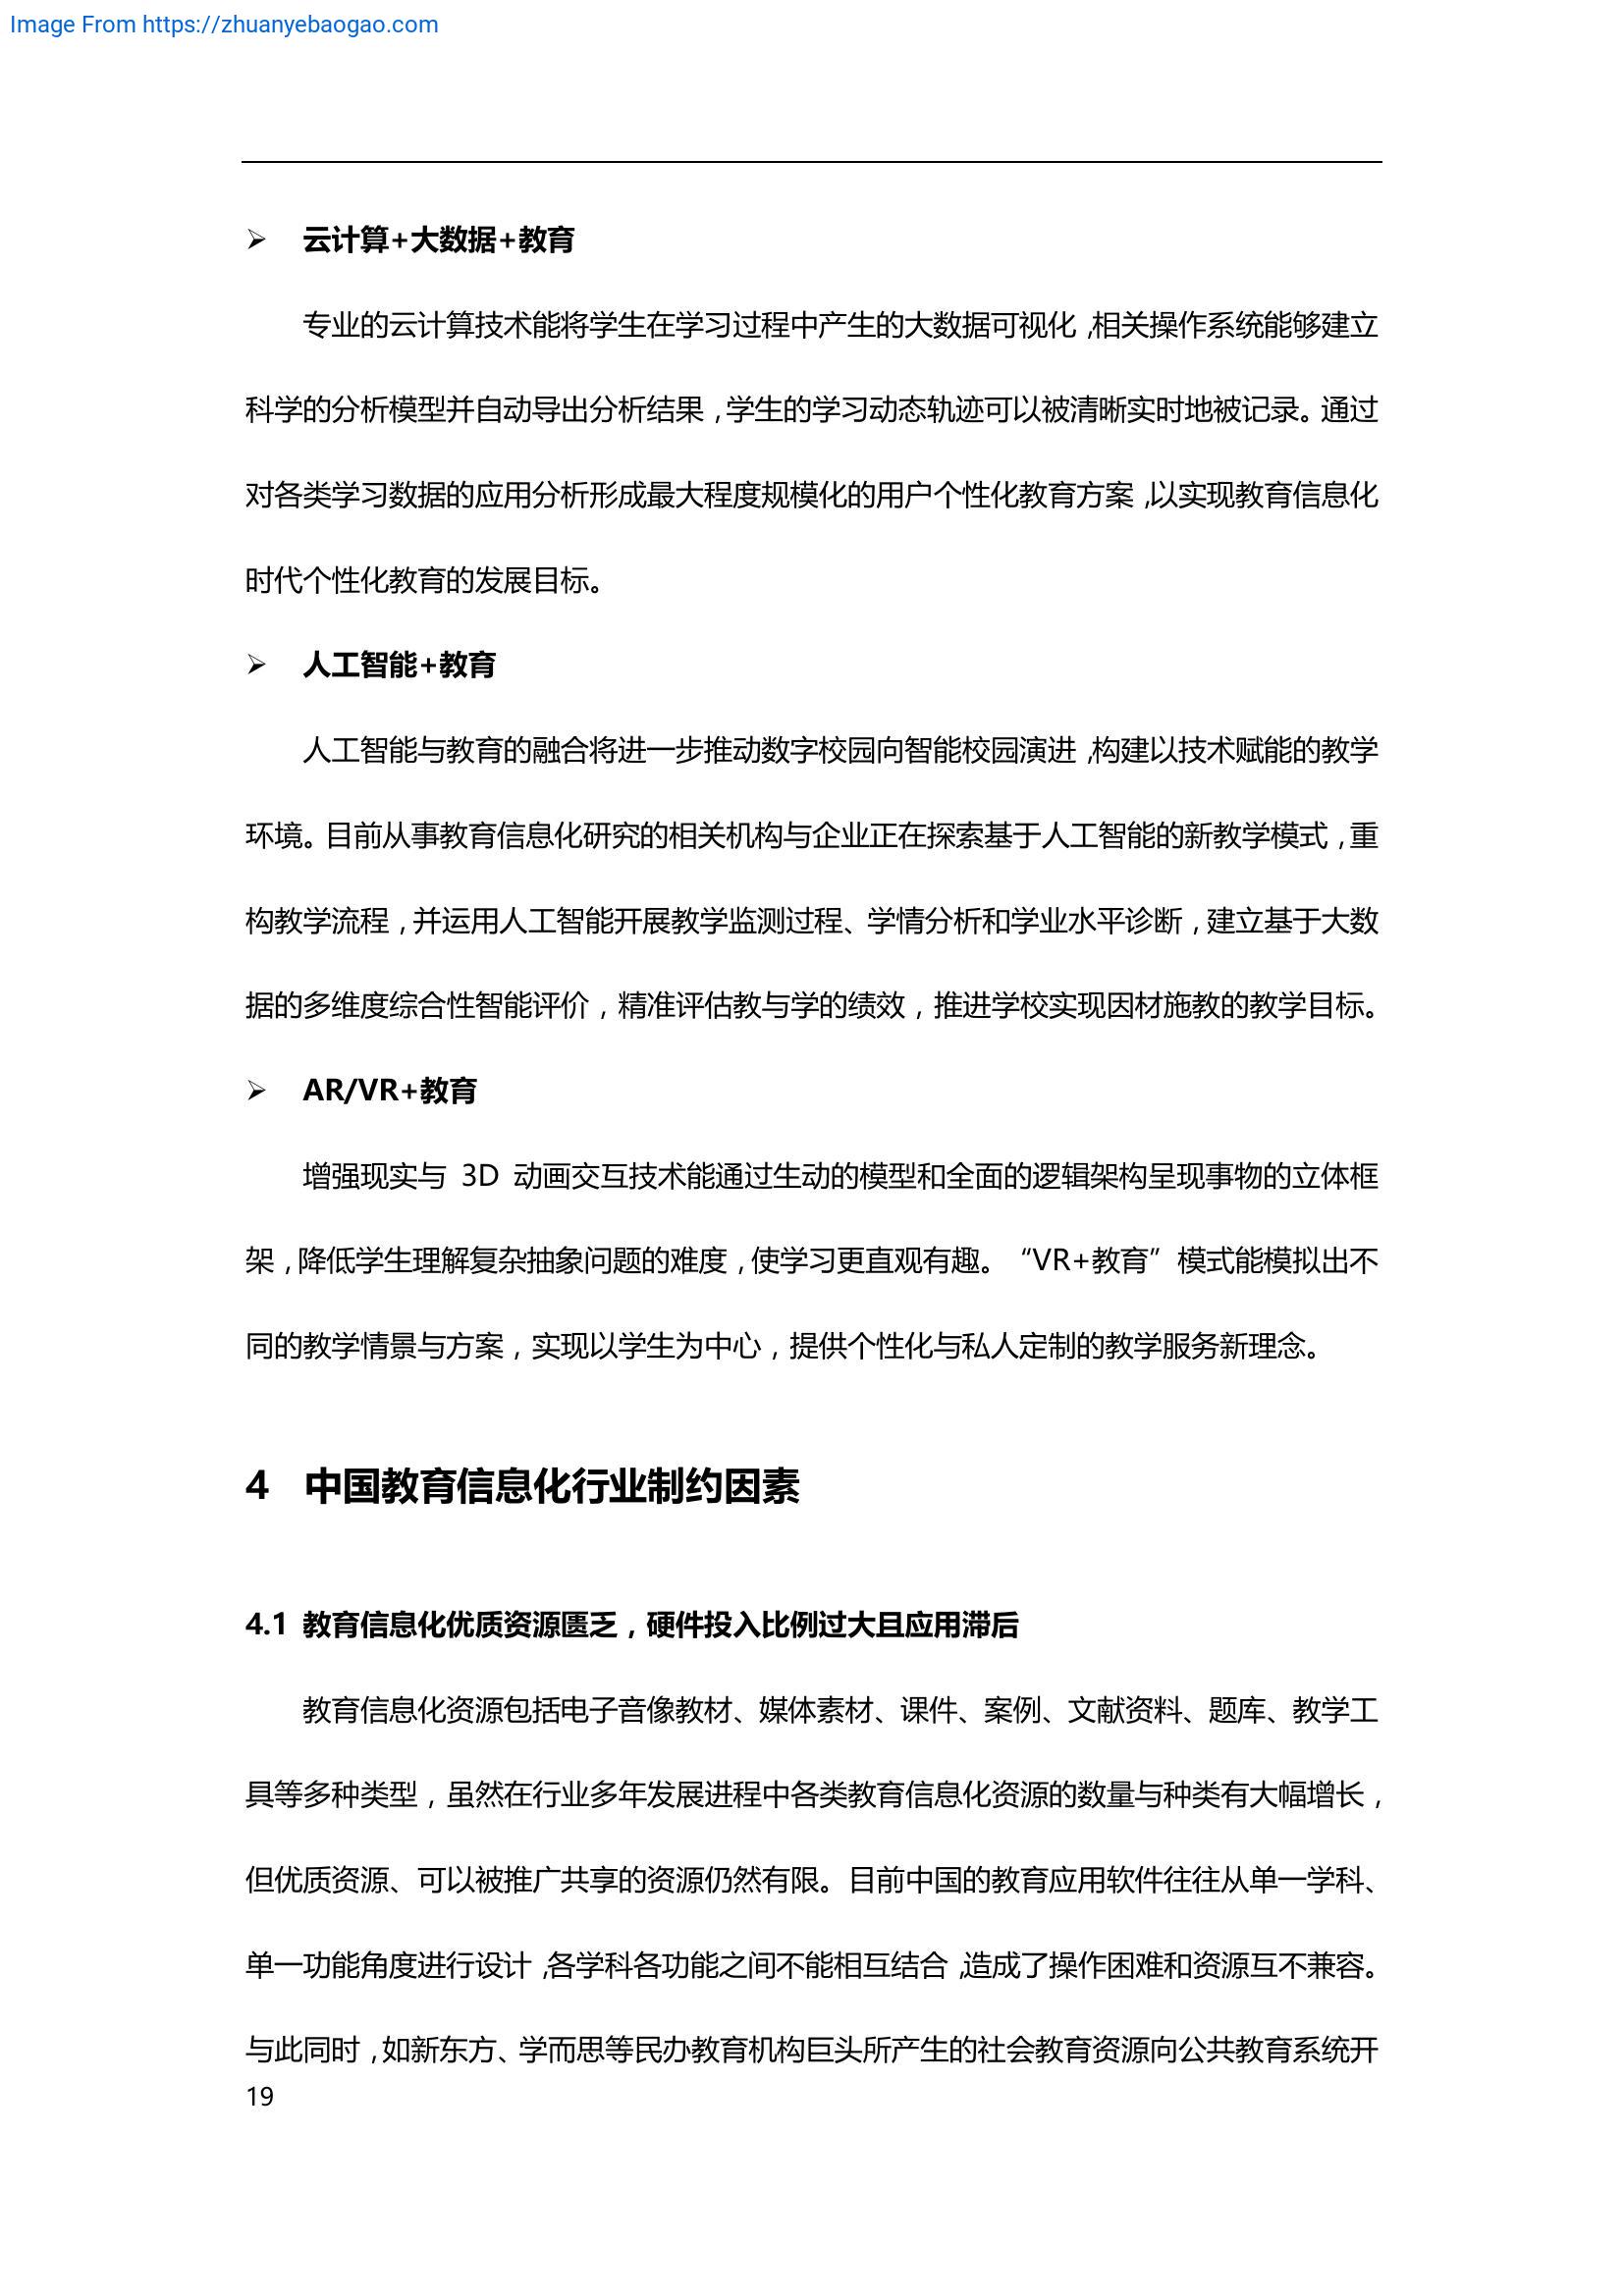 Image From https://zhuanyebaogao.com
➢ 云计算+大数据+教育
专业的云计算技术能将学生在学习过程中产生的大数据可视化，相关操作系统能够建立
科学的分析模型并自动导出分析结果，学生的学习动态轨迹可以被清晰实时地被记录。通过
对各类学习数据的应用分析形成最大程度规模化的用户个性化教育方案，以实现教育信息化
时代个性化教育的发展目标。
➢ 人工智能+教育
人工智能与教育的融合将进一步推动数字校园向智能校园演进，构建以技术赋能的教学
环境。目前从事教育信息化研究的相关机构与企业正在探索基于人工智能的新教学模式，重
构教学流程，并运用人工智能开展教学监测过程、学情分析和学业水平诊断，建立基于大数
据的多维度综合性智能评价，精准评估教与学的绩效，推进学校实现因材施教的教学目标。
➢ AR/VR+教育
增强现实与 3D 动画交互技术能通过生动的模型和全面的逻辑架构呈现事物的立体框
架，降低学生理解复杂抽象问题的难度，使学习更直观有趣。“VR+教育”模式能模拟出不
同的教学情景与方案，实现以学生为中心，提供个性化与私人定制的教学服务新理念。
4 中国教育信息化行业制约因素
4.1 教育信息化优质资源匮乏，硬件投入比例过大且应用滞后
教育信息化资源包括电子音像教材、媒体素材、课件、案例、文献资料、题库、教学工
具等多种类型，虽然在行业多年发展进程中各类教育信息化资源的数量与种类有大幅增长，
但优质资源、可以被推广共享的资源仍然有限。目前中国的教育应用软件往往从单一学科、
单一功能角度进行设计，各学科各功能之间不能相互结合，造成了操作困难和资源互不兼容。
与此同时，如新东方、学而思等民办教育机构巨头所产生的社会教育资源向公共教育系统开
19